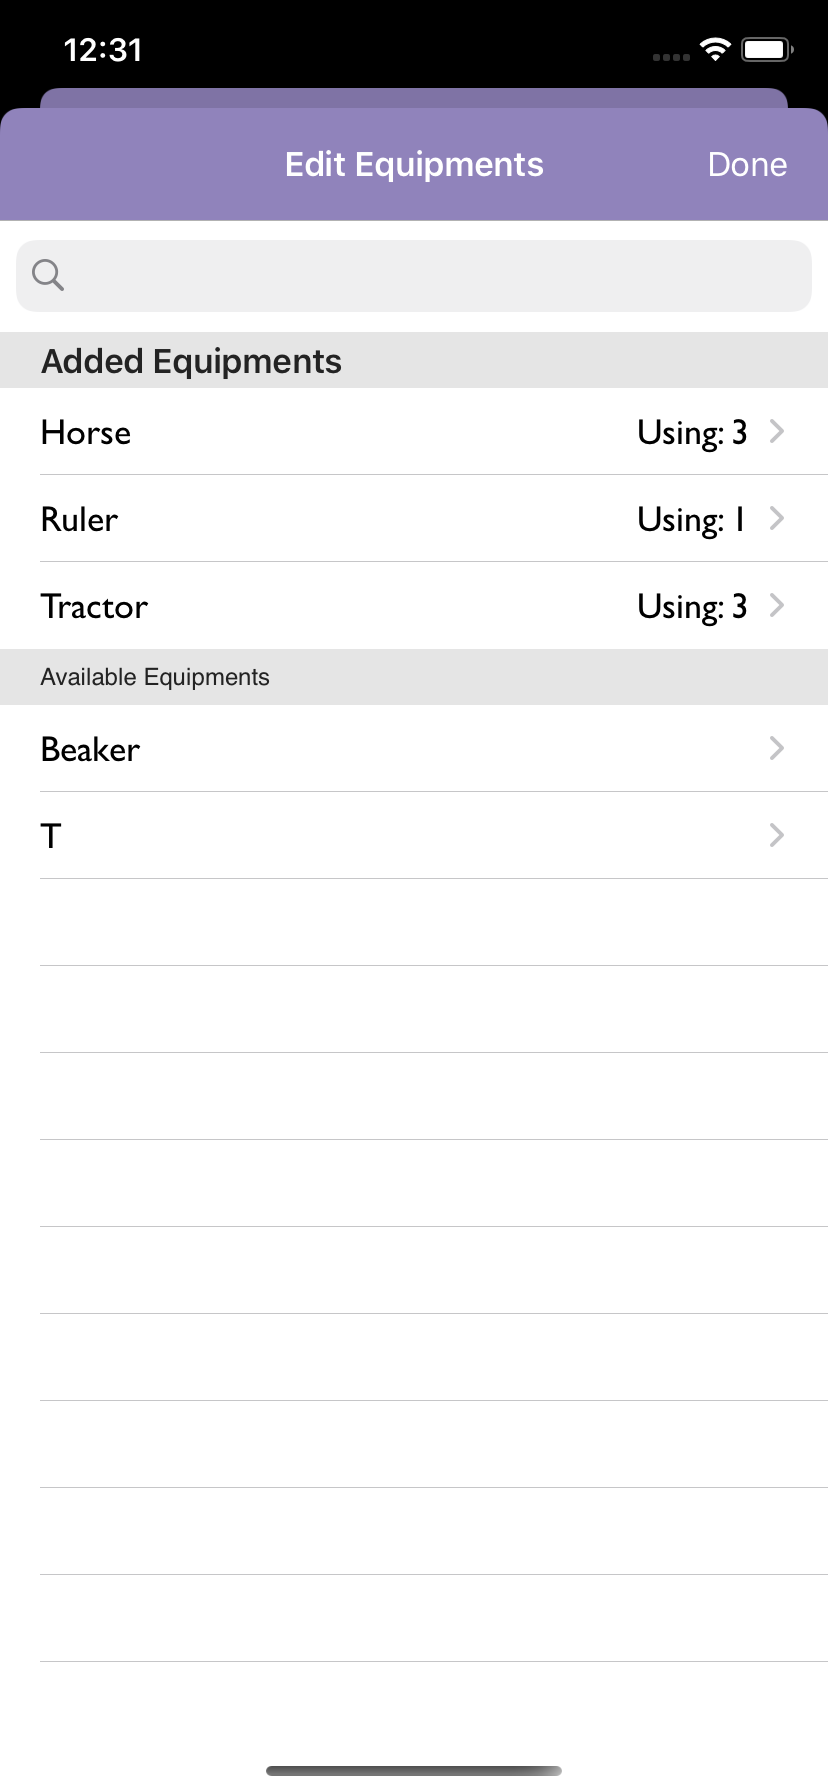 12:31
Edit Equipments Done
Added Equipments
Horse Using: 3
Ruler Using: 1
Tractor Using: 3
Available Equipments
Beaker
T